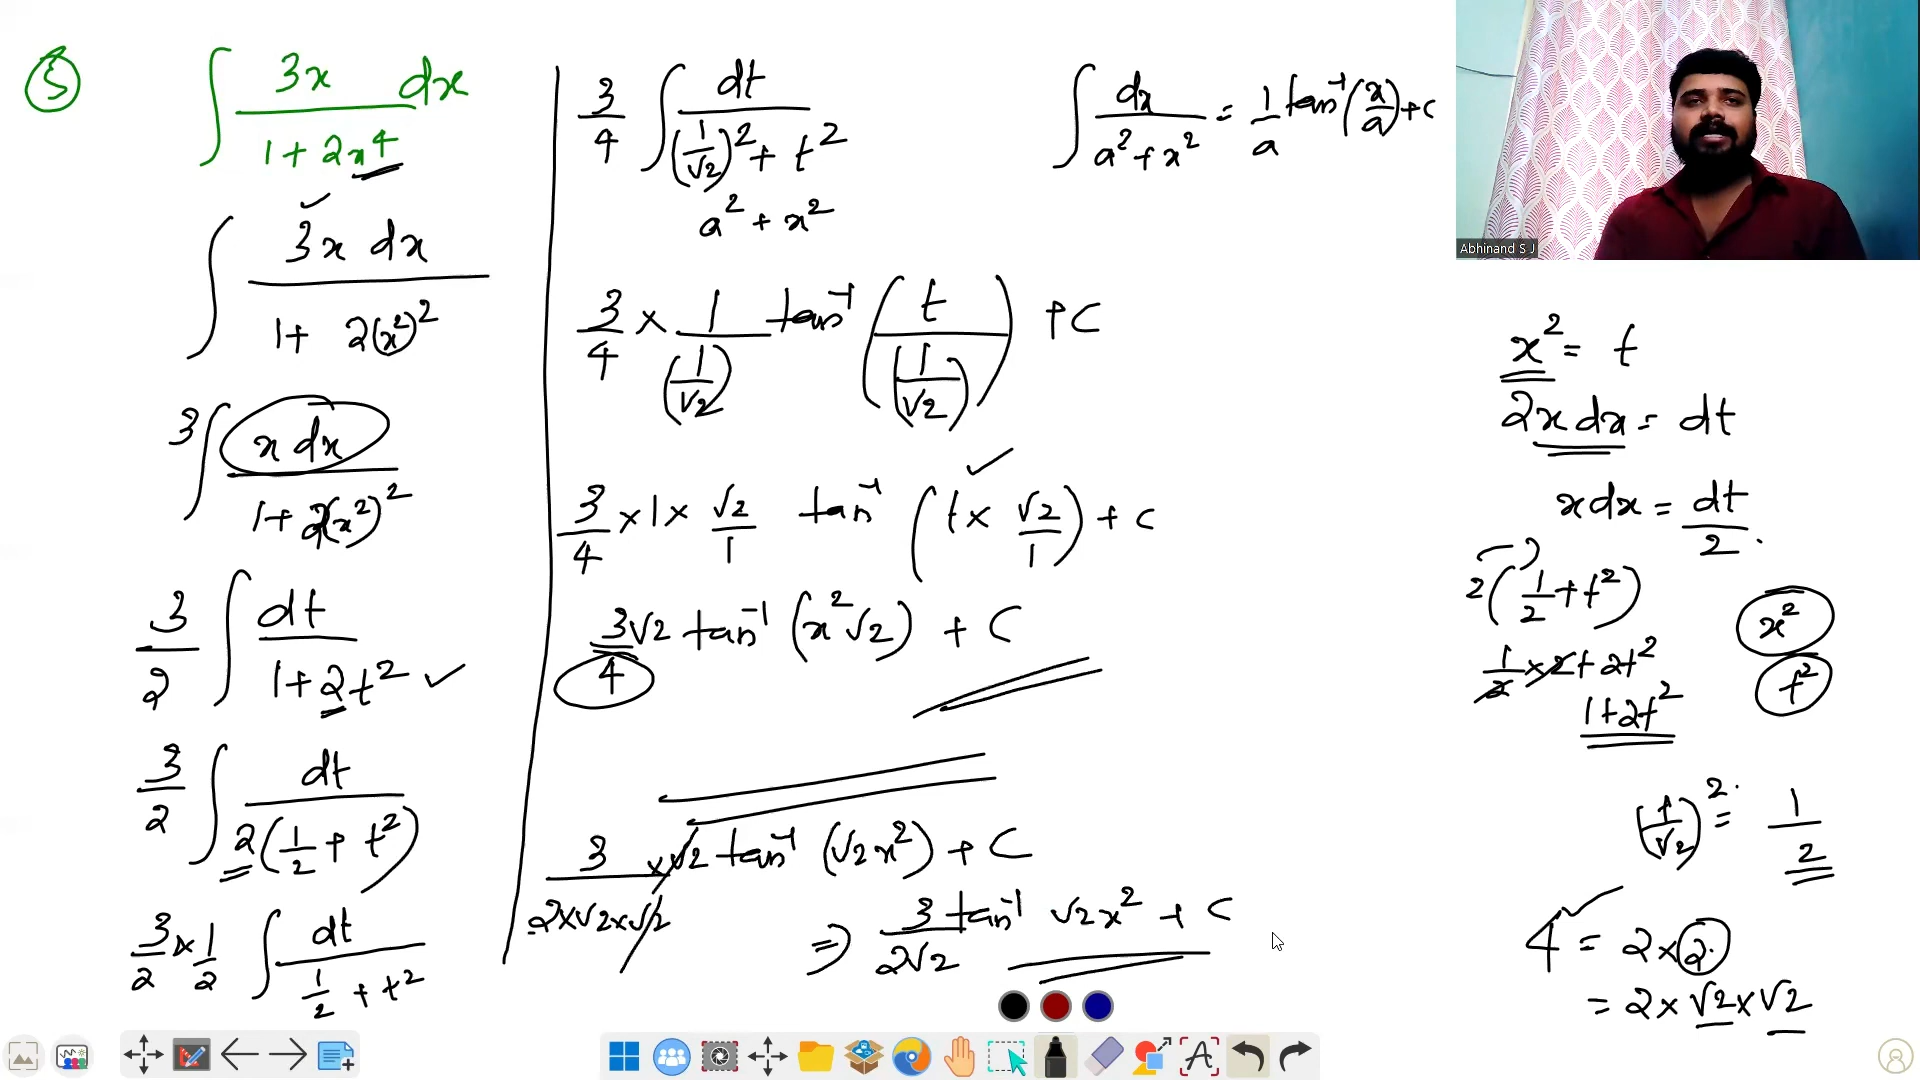 5
∫ 3x/(1 + 2x⁴) dx
∫ 3x dx/(1 + 2(x²)²)
3∫ x dx/(1 + 2(x²)²)
3/2 ∫ dt/(1 + 2t²)
3/2 ∫ dt/(2(1/2 + t²))
3/2 × 1/2 ∫ dt/(1/2 + t²)
3/4 ∫ dt/((1/√2)² + t²)
a² + x²
3/4 × 1/(1/√2) tan⁻¹(t/(1/√2)) + C
3/4 × 1 × √2/1 tan⁻¹(t × √2/1) + c
3√2/4 tan⁻¹(x²√2) + C
3/(2×√2×√2) × √2 tan⁻¹(√2x²) + C
⇒ 3/(2√2) tan⁻¹ √2x² + C
∫ dx/(a² + x²) = 1/a tan⁻¹(x/a) + C
Abhinand S J
x² = t
2x dx = dt
x dx = dt/2.
2(1/2 + t²)
1/2 × 2 + 2t²
1 + 2t²
x²
t²
(1/√2)² = 1/2
4 = 2 × 2
= 2 × √2 × √2